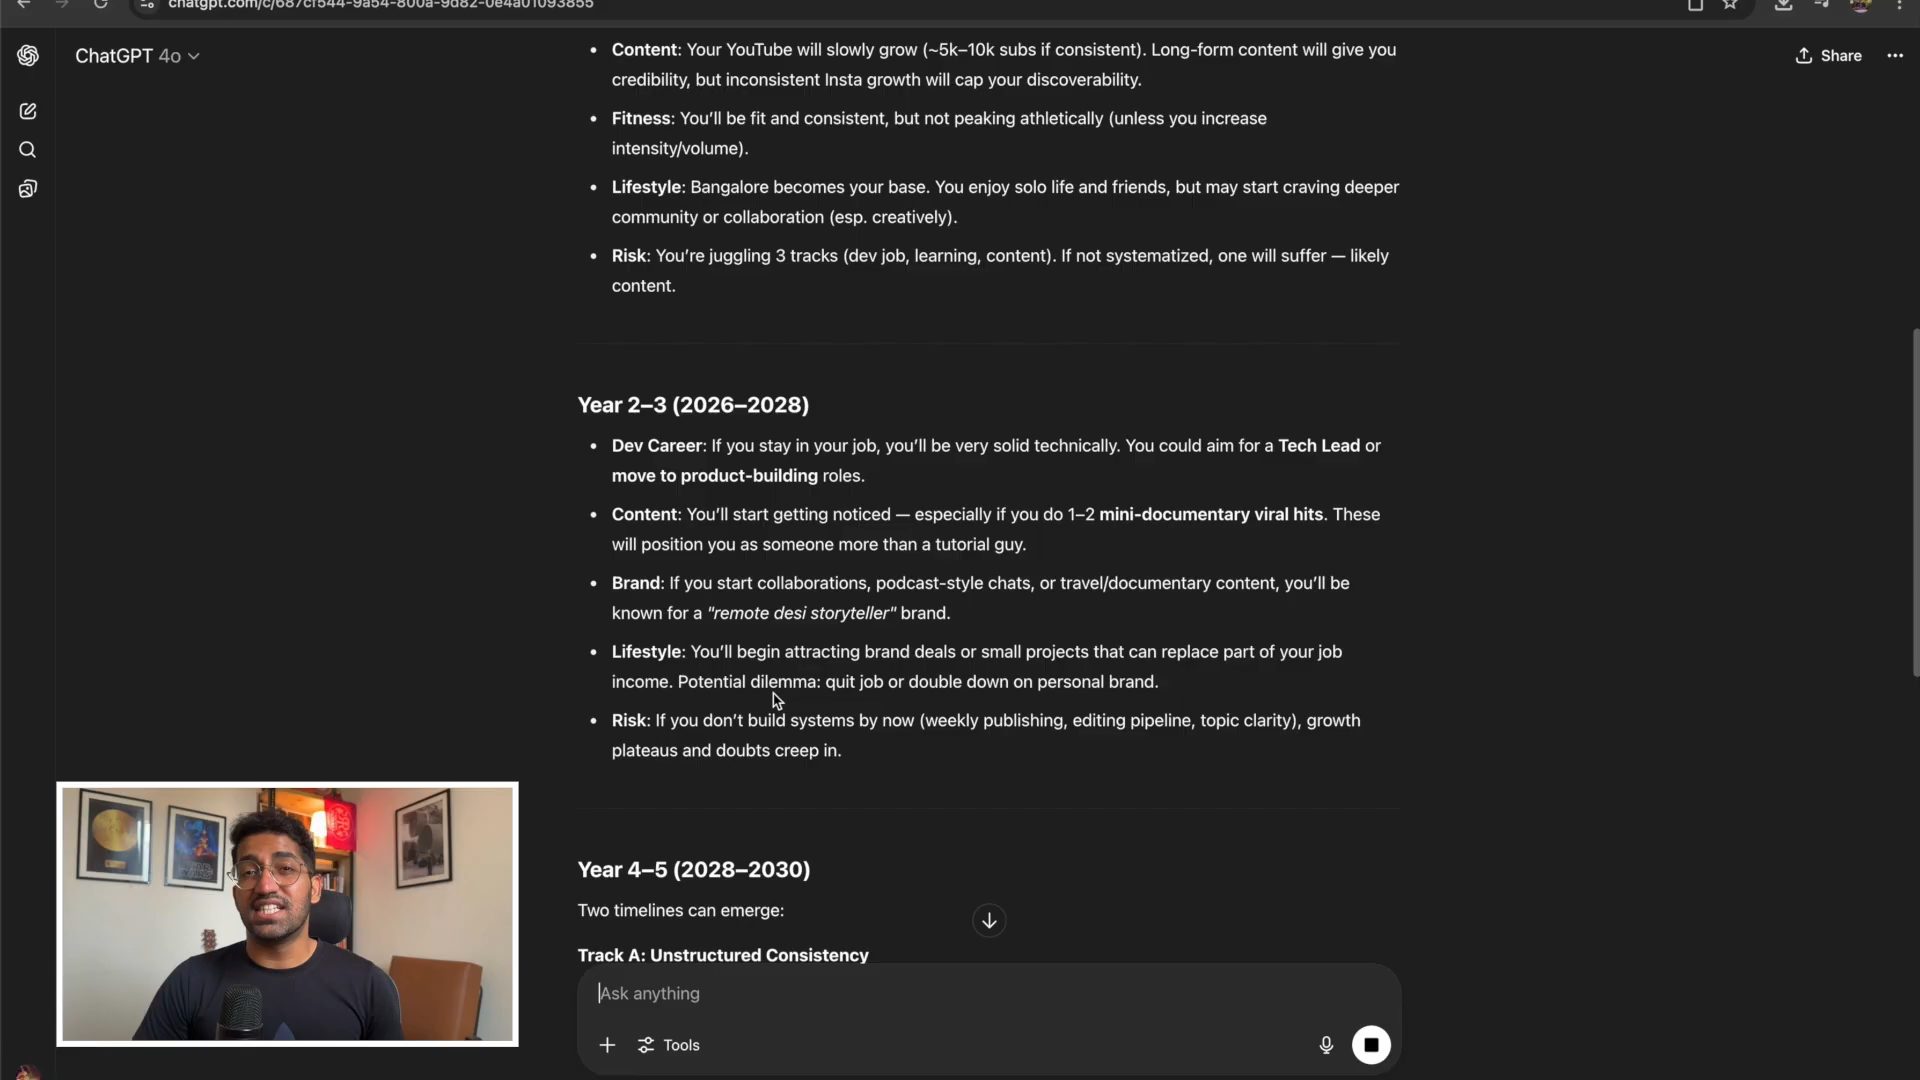 chatgpt.com/c/687cf544-9a54-800a-9d82-0e4a01093855
ChatGPT 4o
Share
• Content: Your YouTube will slowly grow (~5k–10k subs if consistent). Long-form content will give you
credibility, but inconsistent Insta growth will cap your discoverability.
• Fitness: You’ll be fit and consistent, but not peaking athletically (unless you increase
intensity/volume).
• Lifestyle: Bangalore becomes your base. You enjoy solo life and friends, but may start craving deeper
community or collaboration (esp. creatively).
• Risk: You’re juggling 3 tracks (dev job, learning, content). If not systematized, one will suffer — likely
content.
Year 2–3 (2026–2028)
• Dev Career: If you stay in your job, you’ll be very solid technically. You could aim for a Tech Lead or
move to product-building roles.
• Content: You’ll start getting noticed — especially if you do 1–2 mini-documentary viral hits. These
will position you as someone more than a tutorial guy.
• Brand: If you start collaborations, podcast-style chats, or travel/documentary content, you’ll be
known for a "remote desi storyteller" brand.
• Lifestyle: You’ll begin attracting brand deals or small projects that can replace part of your job
income. Potential dilemma: quit job or double down on personal brand.
• Risk: If you don’t build systems by now (weekly publishing, editing pipeline, topic clarity), growth
plateaus and doubts creep in.
Year 4–5 (2028–2030)
Two timelines can emerge:
Track A: Unstructured Consistency
Ask anything
Tools